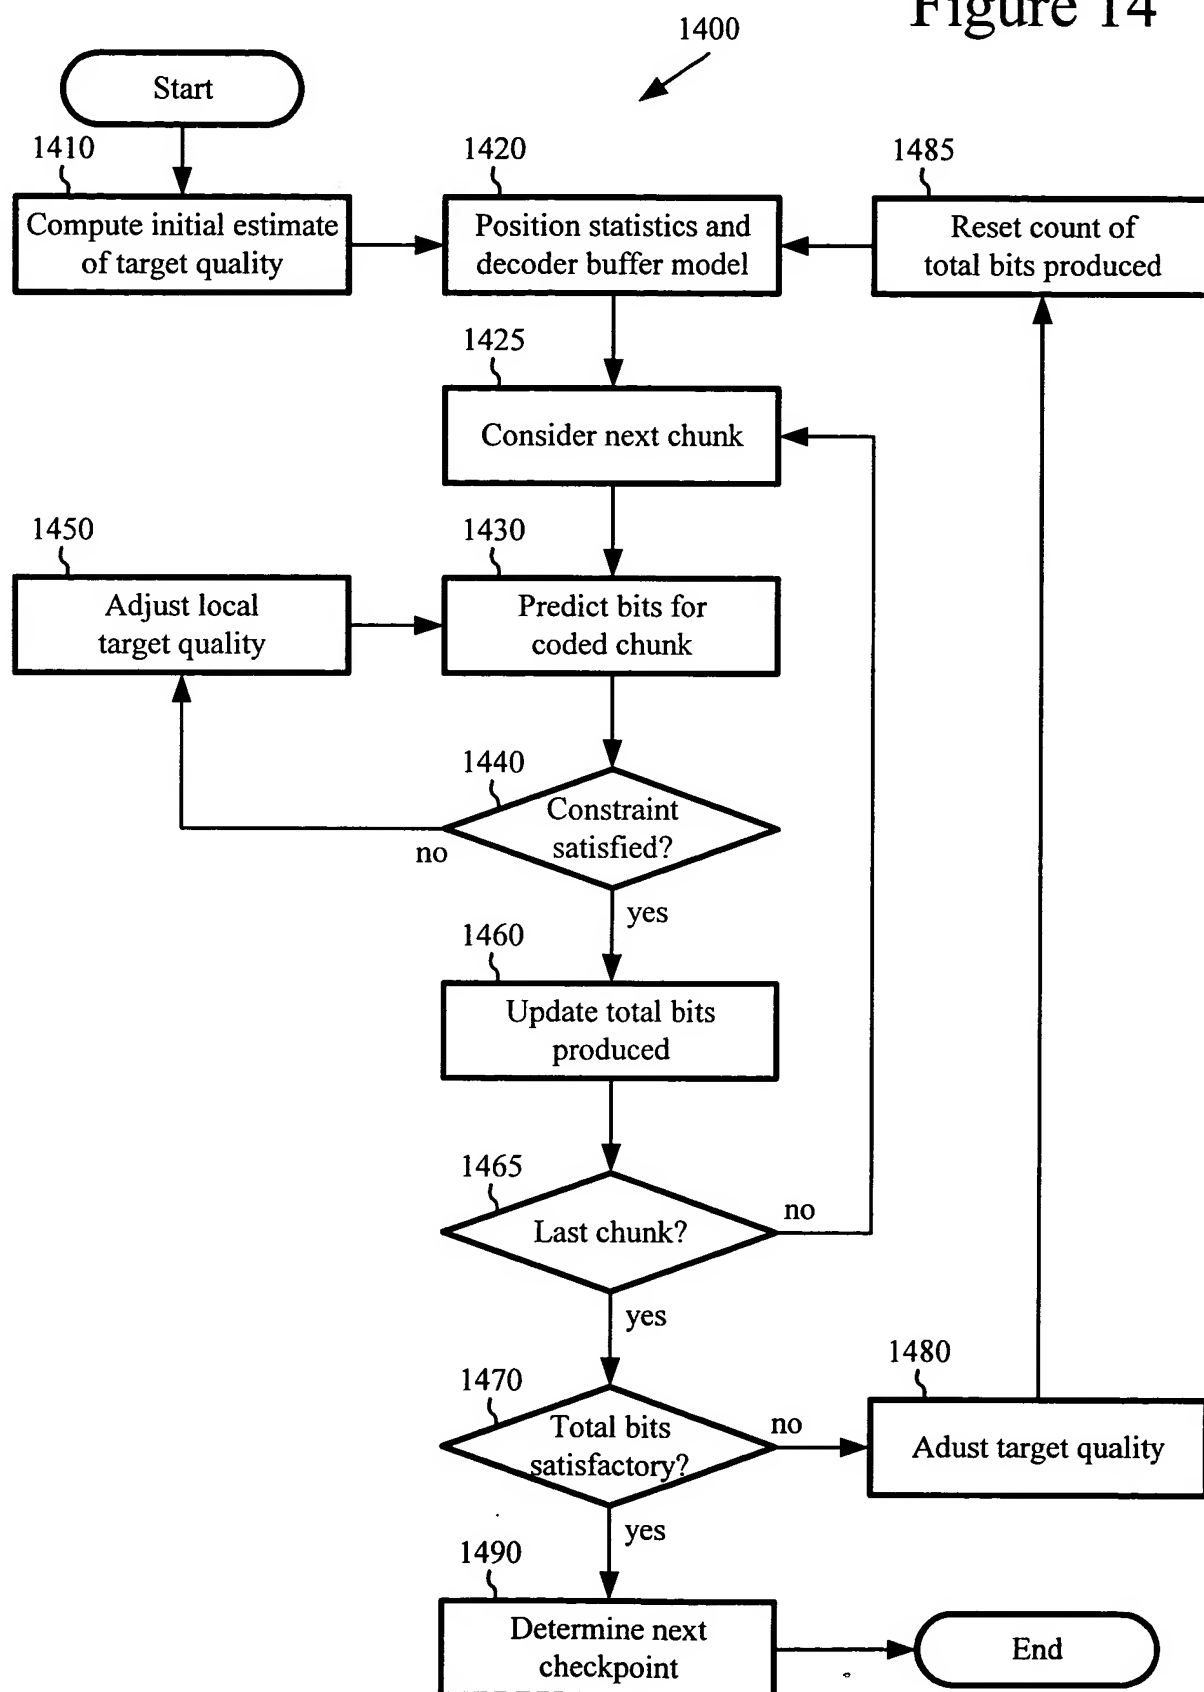 Figure 14
1400
Start
1410
Compute initial estimate
of target quality
1420
Position statistics and
decoder buffer model
1485
Reset count of
total bits produced
1425
Consider next chunk
1450
Adjust local
target quality
1430
Predict bits for
coded chunk
1440
Constraint
satisfied?
no
yes
1460
Update total bits
produced
1465
Last chunk?
no
yes
1470
Total bits
satisfactory?
no
1480
Adust target quality
yes
1490
Determine next
checkpoint
End